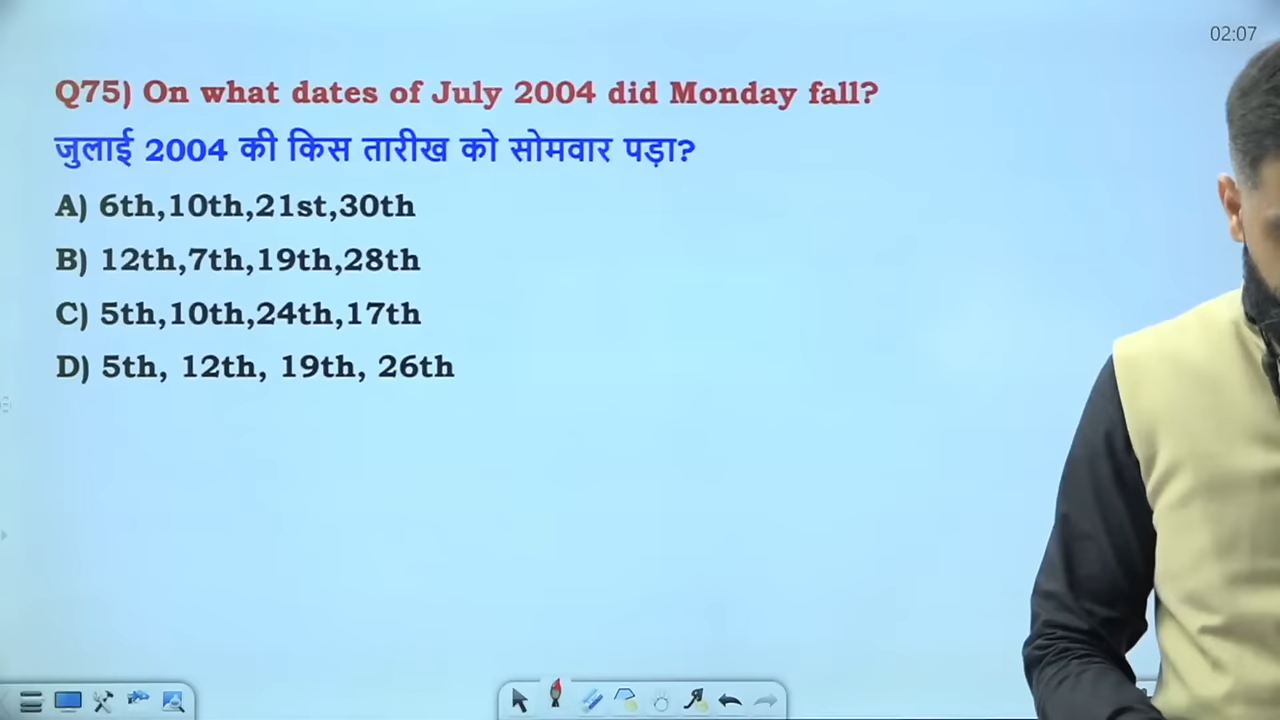 02:07
Q75) On what dates of July 2004 did Monday fall?
जुलाई 2004 की किस तारीख को सोमवार पड़ा?
A) 6th,10th,21st,30th
B) 12th,7th,19th,28th
C) 5th,10th,24th,17th
D) 5th, 12th, 19th, 26th